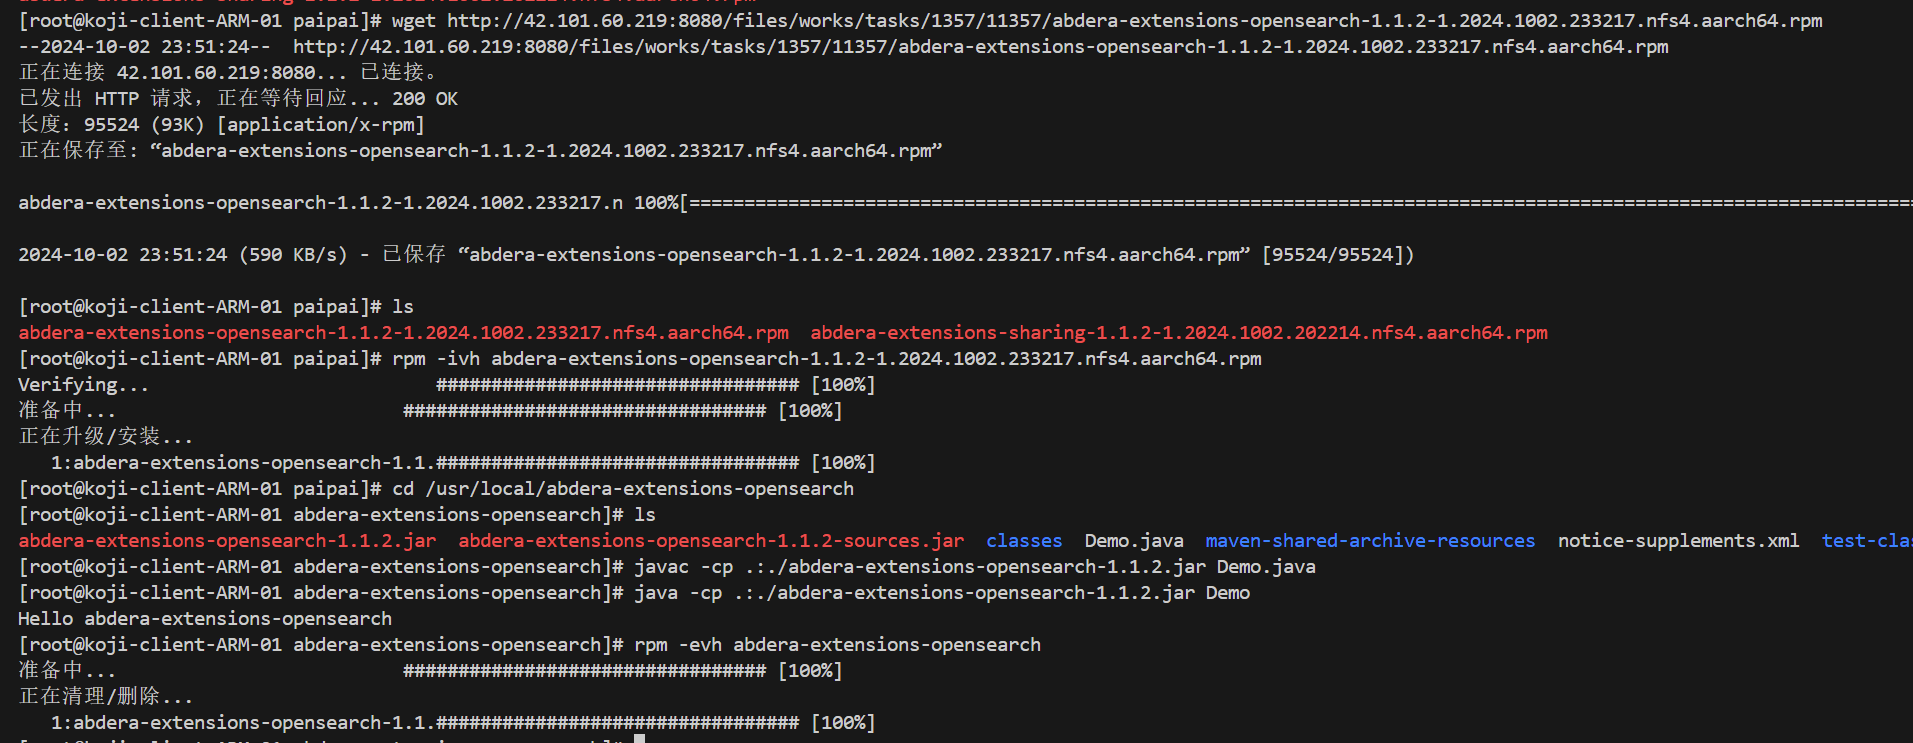 [root@koji-client-ARM-01 paipai]# wget http://42.101.60.219:8080/files/works/tasks/1357/11357/abdera-extensions-opensearch-1.1.2-1.2024.1002.233217.nfs4.aarch64.rpm
--2024-10-02 23:51:24--  http://42.101.60.219:8080/files/works/tasks/1357/11357/abdera-extensions-opensearch-1.1.2-1.2024.1002.233217.nfs4.aarch64.rpm
正在连接 42.101.60.219:8080... 已连接。
已发出 HTTP 请求，正在等待回应... 200 OK
长度：95524 (93K) [application/x-rpm]
正在保存至: “abdera-extensions-opensearch-1.1.2-1.2024.1002.233217.nfs4.aarch64.rpm”
abdera-extensions-opensearch-1.1.2-1.2024.1002.233217.n 100%[===============================================================================================================
2024-10-02 23:51:24 (590 KB/s) - 已保存 “abdera-extensions-opensearch-1.1.2-1.2024.1002.233217.nfs4.aarch64.rpm” [95524/95524])
[root@koji-client-ARM-01 paipai]# ls
abdera-extensions-opensearch-1.1.2-1.2024.1002.233217.nfs4.aarch64.rpm  abdera-extensions-sharing-1.1.2-1.2024.1002.202214.nfs4.aarch64.rpm
[root@koji-client-ARM-01 paipai]# rpm -ivh abdera-extensions-opensearch-1.1.2-1.2024.1002.233217.nfs4.aarch64.rpm
Verifying...                          ################################# [100%]
准备中...                          ################################# [100%]
正在升级/安装...
   1:abdera-extensions-opensearch-1.1.################################# [100%]
[root@koji-client-ARM-01 paipai]# cd /usr/local/abdera-extensions-opensearch
[root@koji-client-ARM-01 abdera-extensions-opensearch]# ls
abdera-extensions-opensearch-1.1.2.jar  abdera-extensions-opensearch-1.1.2-sources.jar  classes  Demo.java  maven-shared-archive-resources  notice-supplements.xml  test-clas
[root@koji-client-ARM-01 abdera-extensions-opensearch]# javac -cp .:./abdera-extensions-opensearch-1.1.2.jar Demo.java
[root@koji-client-ARM-01 abdera-extensions-opensearch]# java -cp .:./abdera-extensions-opensearch-1.1.2.jar Demo
Hello abdera-extensions-opensearch
[root@koji-client-ARM-01 abdera-extensions-opensearch]# rpm -evh abdera-extensions-opensearch
准备中...                          ################################# [100%]
正在清理/删除...
   1:abdera-extensions-opensearch-1.1.################################# [100%]